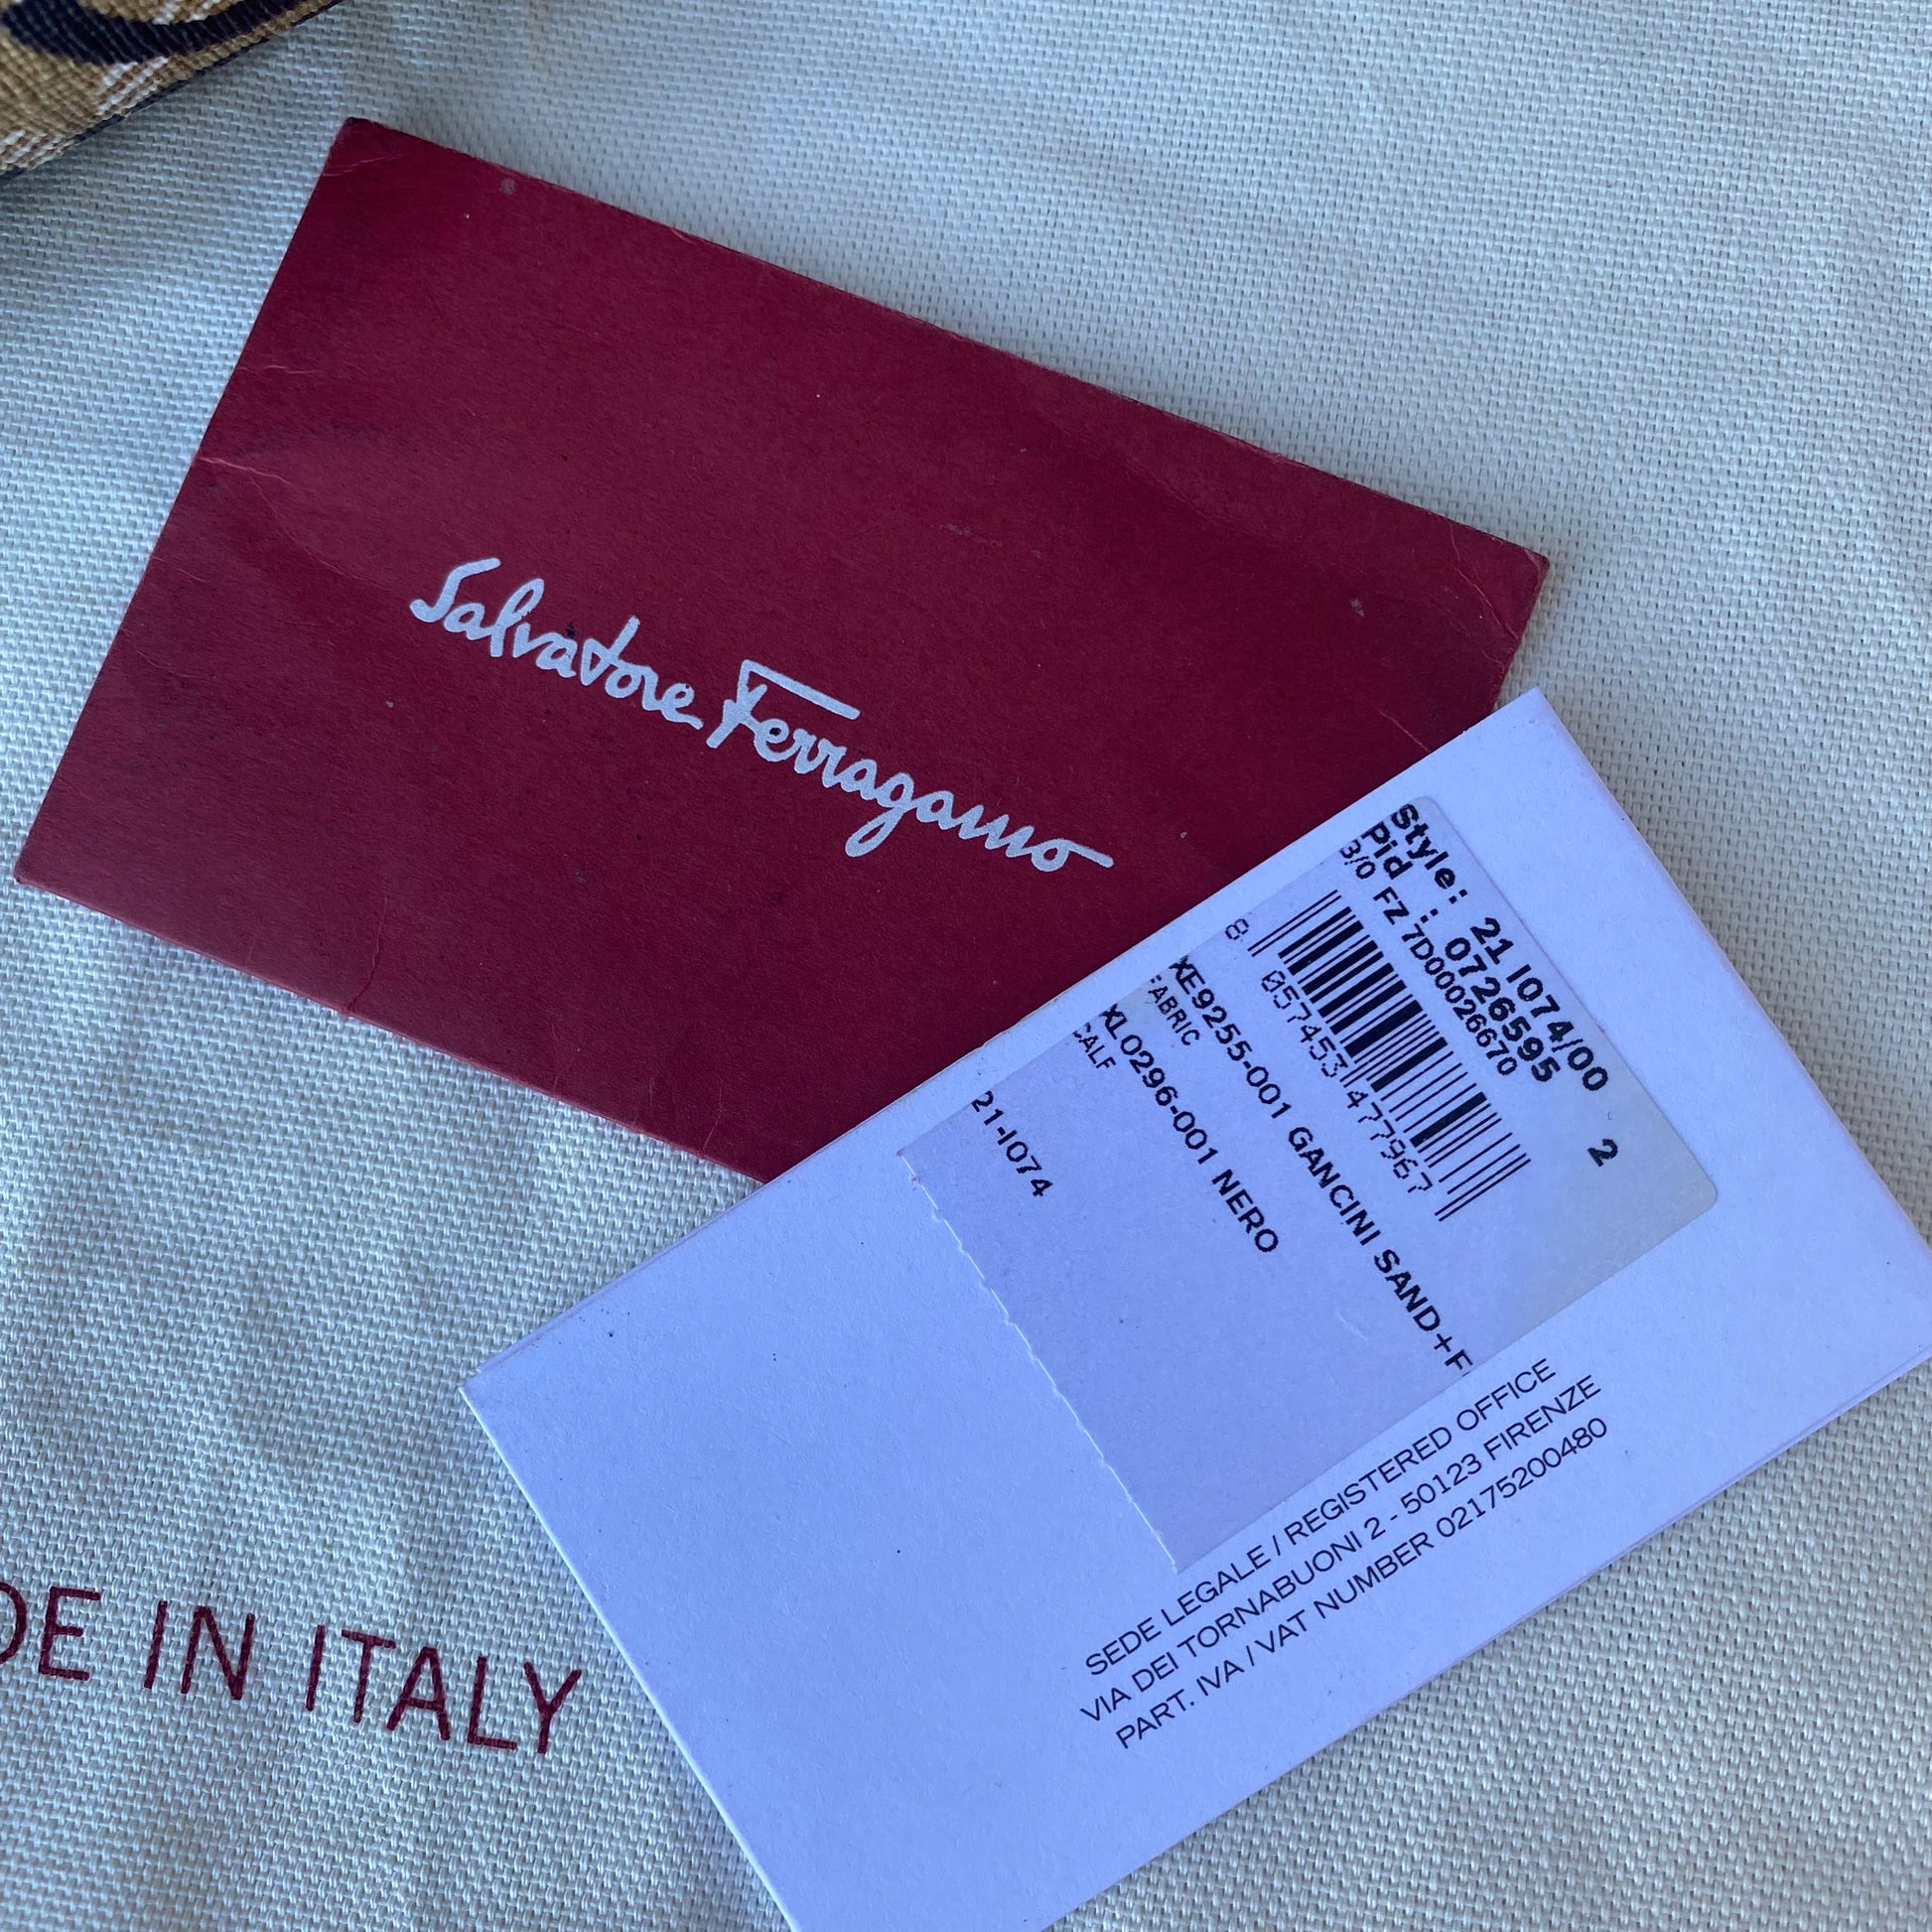 Salvatore Ferragamo
Style: 21 I074/00 2
Pid : 0726595
3/0 FZ 7D00026670
8 057453 477967
XE9255-001 GANCINI SAND+F
FABRIC
XL0296-001 NERO
CALF
21-I074
SEDE LEGALE / REGISTERED OFFICE
VIA DEI TORNABUONI 2 - 50123 FIRENZE
PART. IVA / VAT NUMBER 02175200480
DE IN ITALY